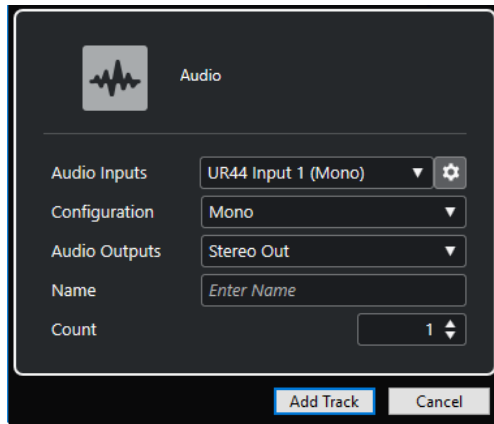 Audio
Audio Inputs UR44 Input 1 (Mono)
Configuration Mono
Audio Outputs Stereo Out
Name Enter Name
Count 1
Add Track Cancel